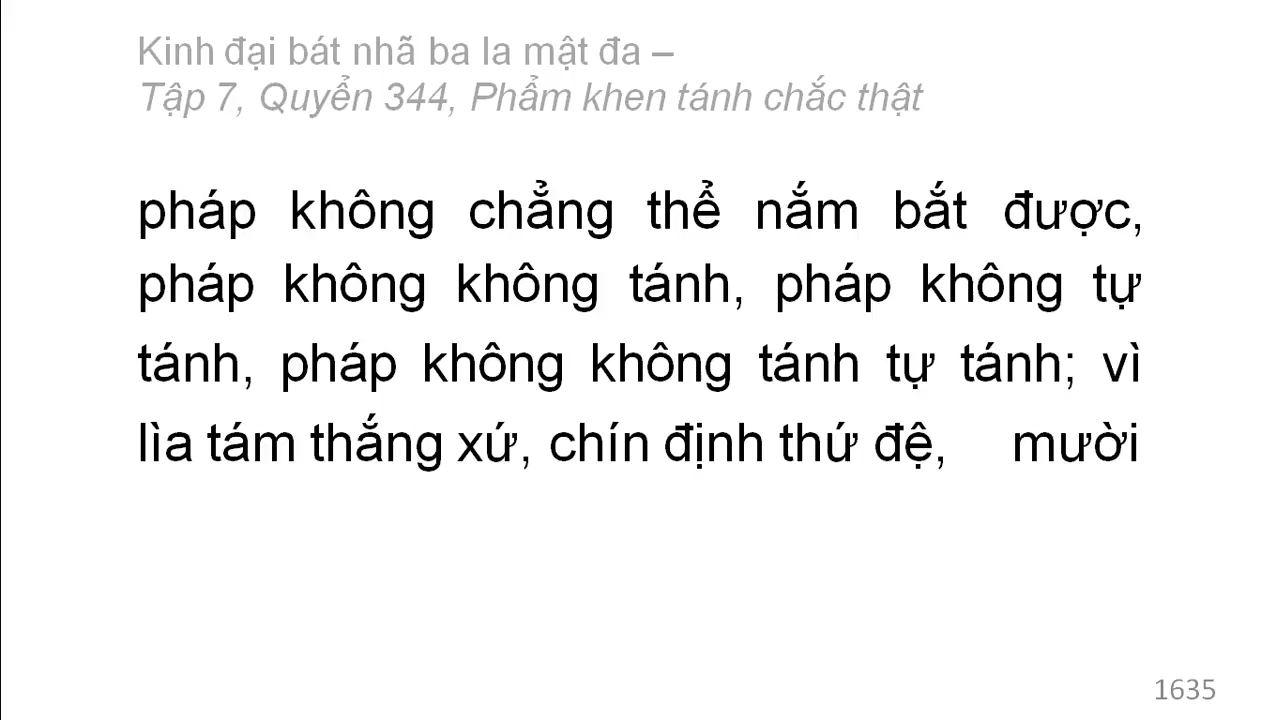 Kinh đại bát nhã ba la mật đa –
Tập 7, Quyển 344, Phẩm khen tánh chắc thật
pháp không chẳng thể nắm bắt được,
pháp không không tánh, pháp không tự
tánh, pháp không không tánh tự tánh; vì
lìa tám thắng xứ, chín định thứ đệ, mười
1635